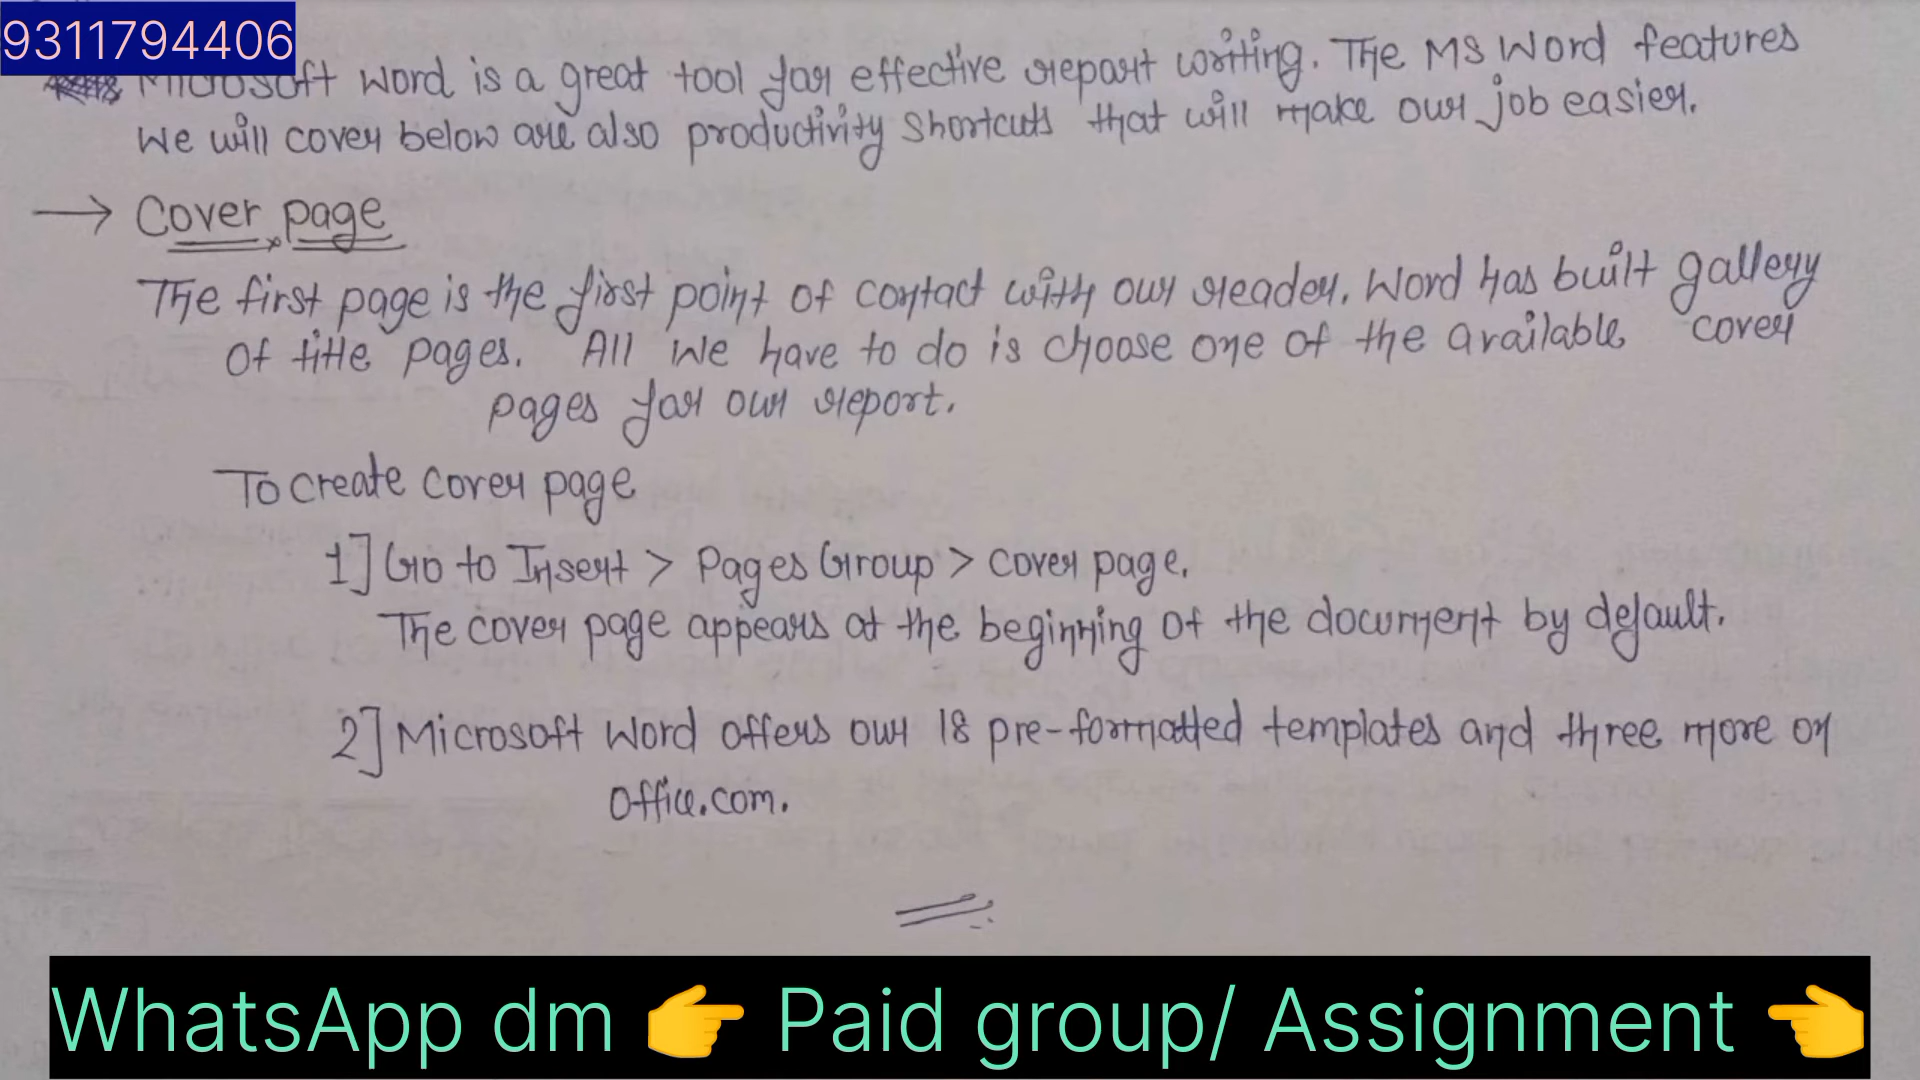 9311794406
Microsoft Word is a great tool for effective report writing. The MS Word features
We will cover below are also productivity shortcuts that will make our job easier.
→ Cover page
The first page is the first point of contact with our reader. Word has built gallery
of title pages. All we have to do is choose one of the available cover
pages for our report.
To create cover page
1] Go to Insert > Pages Group > cover page.
The cover page appears at the beginning of the document by default.
2] Microsoft Word offers our 18 pre-formatted templates and three more on
Office.com.
WhatsApp dm 👉 Paid group/ Assignment 👈